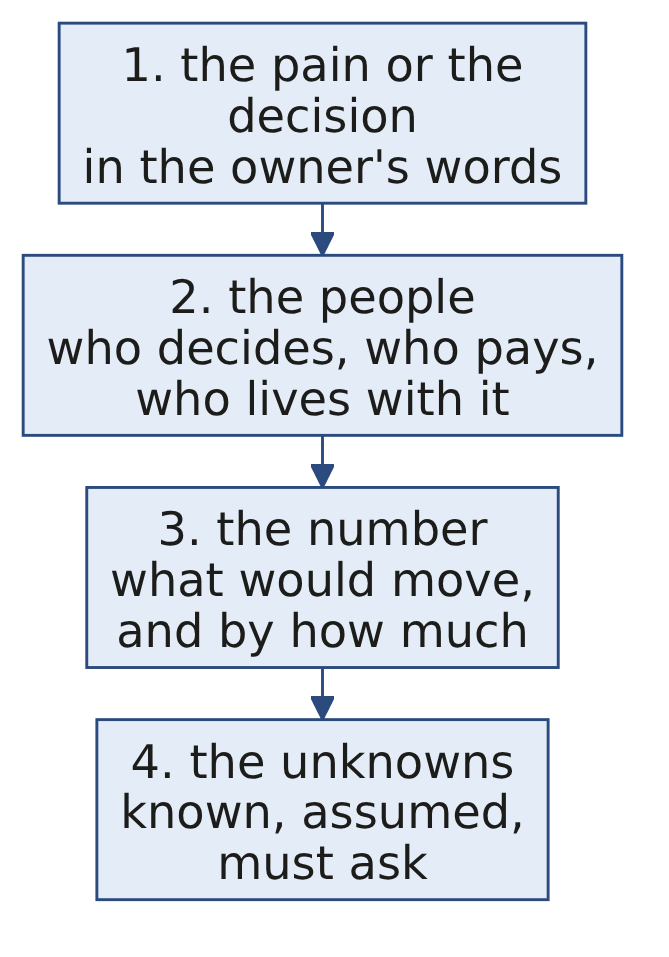 1. the pain or the
decision
in the owner's words
2. the people
who decides, who pays,
who lives with it
3. the number
what would move,
and by how much
4. the unknowns
known, assumed,
must ask